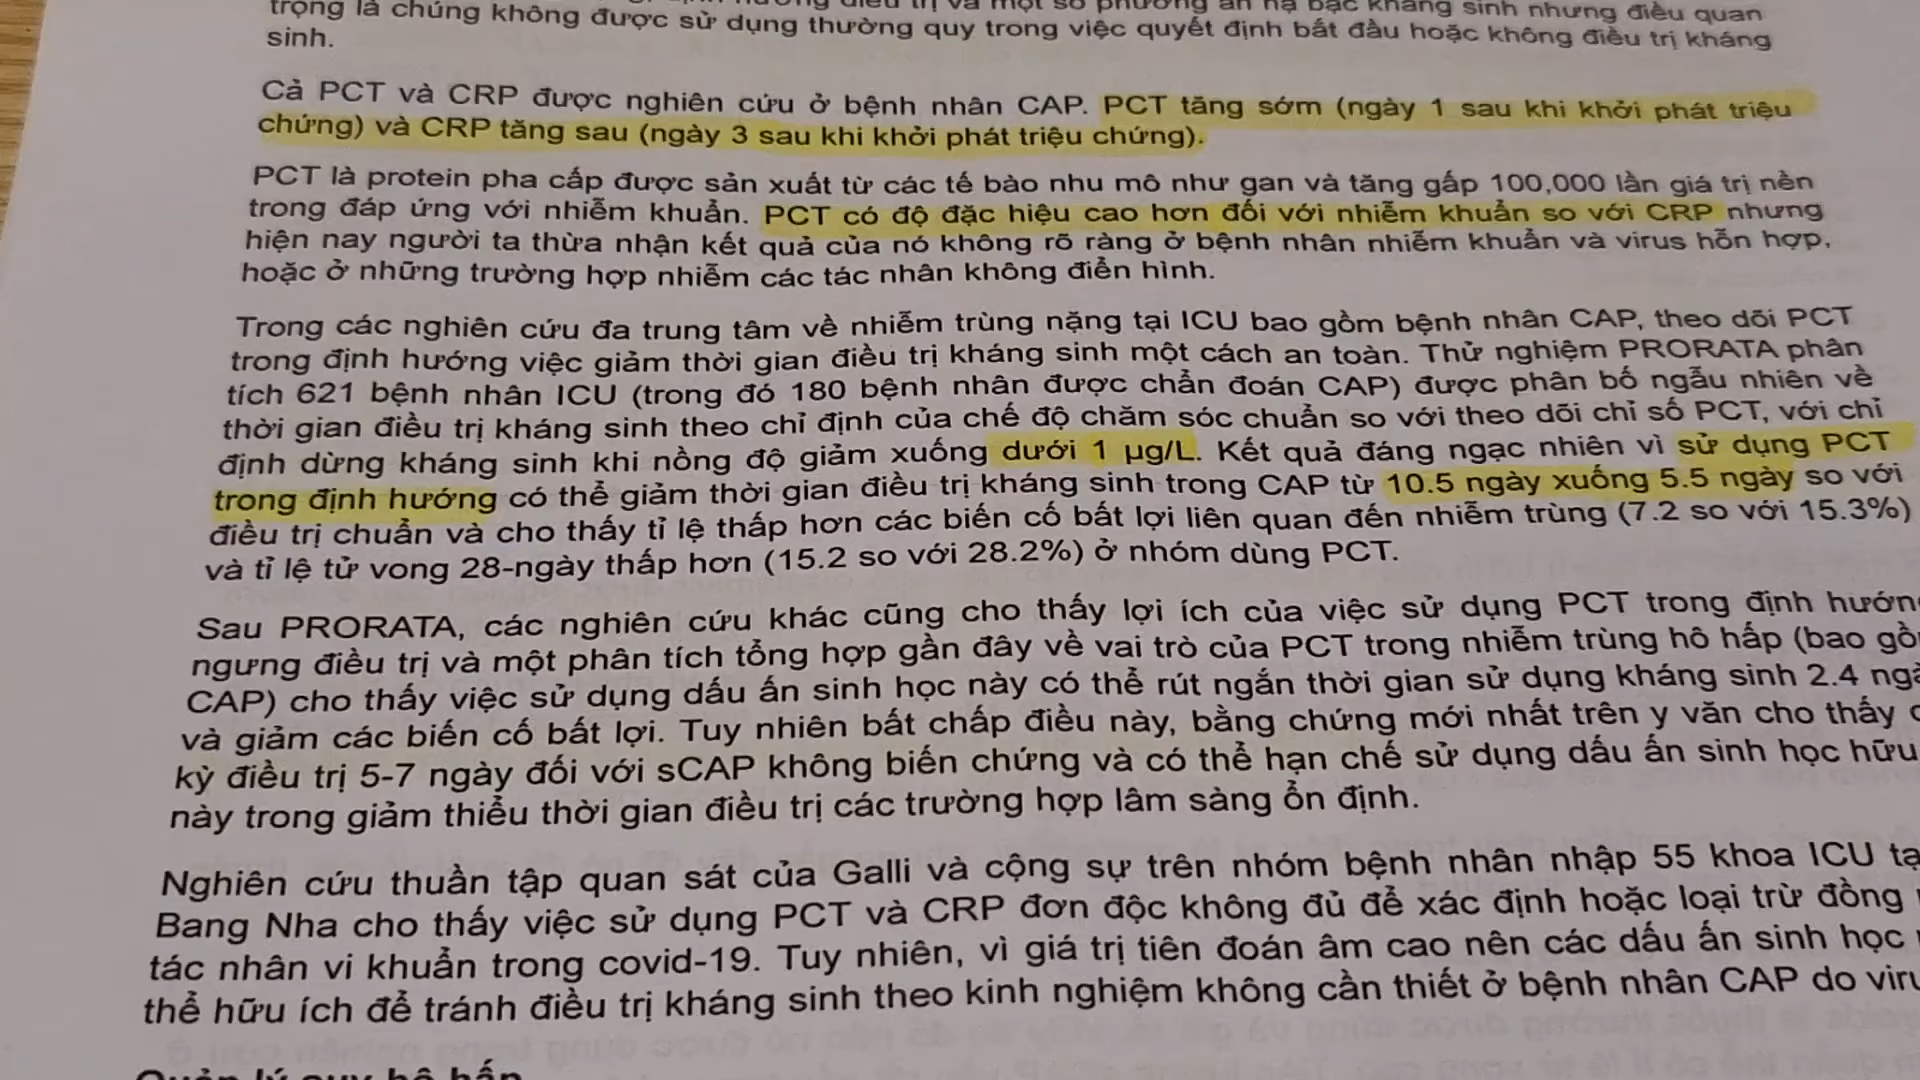 trọng là chúng không được sử dụng thường quy trong việc quyết định bắt đầu hoặc không điều trị kháng sinh nhưng điều quan
sinh.
Cả PCT và CRP được nghiên cứu ở bệnh nhân CAP. PCT tăng sớm (ngày 1 sau khi khởi phát triệu
chứng) và CRP tăng sau (ngày 3 sau khi khởi phát triệu chứng).
PCT là protein pha cấp được sản xuất từ các tế bào nhu mô như gan và tăng gấp 100,000 lần giá trị nền
trong đáp ứng với nhiễm khuẩn. PCT có độ đặc hiệu cao hơn đối với nhiễm khuẩn so với CRP nhưng
hiện nay người ta thừa nhận kết quả của nó không rõ ràng ở bệnh nhân nhiễm khuẩn và virus hỗn hợp,
hoặc ở những trường hợp nhiễm các tác nhân không điển hình.
Trong các nghiên cứu đa trung tâm về nhiễm trùng nặng tại ICU bao gồm bệnh nhân CAP, theo dõi PCT
trong định hướng việc giảm thời gian điều trị kháng sinh một cách an toàn. Thử nghiệm PRORATA phân
tích 621 bệnh nhân ICU (trong đó 180 bệnh nhân được chẩn đoán CAP) được phân bố ngẫu nhiên về
thời gian điều trị kháng sinh theo chỉ định của chế độ chăm sóc chuẩn so với theo dõi chỉ số PCT, với chỉ
định dừng kháng sinh khi nồng độ giảm xuống dưới 1 µg/L. Kết quả đáng ngạc nhiên vì sử dụng PCT
trong định hướng có thể giảm thời gian điều trị kháng sinh trong CAP từ 10.5 ngày xuống 5.5 ngày so với
điều trị chuẩn và cho thấy tỉ lệ thấp hơn các biến cố bất lợi liên quan đến nhiễm trùng (7.2 so với 15.3%)
và tỉ lệ tử vong 28-ngày thấp hơn (15.2 so với 28.2%) ở nhóm dùng PCT.
Sau PRORATA, các nghiên cứu khác cũng cho thấy lợi ích của việc sử dụng PCT trong định hướng
ngưng điều trị và một phân tích tổng hợp gần đây về vai trò của PCT trong nhiễm trùng hô hấp (bao gồm
CAP) cho thấy việc sử dụng dấu ấn sinh học này có thể rút ngắn thời gian sử dụng kháng sinh 2.4 ngà
và giảm các biến cố bất lợi. Tuy nhiên bất chấp điều này, bằng chứng mới nhất trên y văn cho thấy
kỳ điều trị 5-7 ngày đối với sCAP không biến chứng và có thể hạn chế sử dụng dấu ấn sinh học hữu
này trong giảm thiểu thời gian điều trị các trường hợp lâm sàng ổn định.
Nghiên cứu thuần tập quan sát của Galli và cộng sự trên nhóm bệnh nhân nhập 55 khoa ICU tạ
Bang Nha cho thấy việc sử dụng PCT và CRP đơn độc không đủ để xác định hoặc loại trừ đồng
tác nhân vi khuẩn trong covid-19. Tuy nhiên, vì giá trị tiên đoán âm cao nên các dấu ấn sinh học
thể hữu ích để tránh điều trị kháng sinh theo kinh nghiệm không cần thiết ở bệnh nhân CAP do viru
Quản lý suy hô hấp